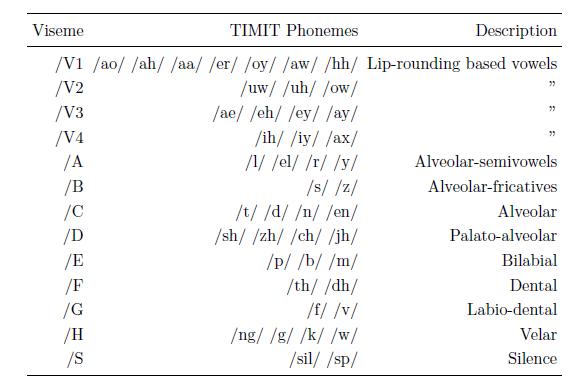 Viseme TIMIT Phonemes Description
/V1 /ao/ /ah/ /aa/ /er/ /oy/ /aw/ /hh/ Lip-rounding based vowels
/V2 /uw/ /uh/ /ow/ ”
/V3 /ae/ /eh/ /ey/ /ay/ ”
/V4 /ih/ /iy/ /ax/ ”
/A /l/ /el/ /r/ /y/ Alveolar-semivowels
/B /s/ /z/ Alveolar-fricatives
/C /t/ /d/ /n/ /en/ Alveolar
/D /sh/ /zh/ /ch/ /jh/ Palato-alveolar
/E /p/ /b/ /m/ Bilabial
/F /th/ /dh/ Dental
/G /f/ /v/ Labio-dental
/H /ng/ /g/ /k/ /w/ Velar
/S /sil/ /sp/ Silence